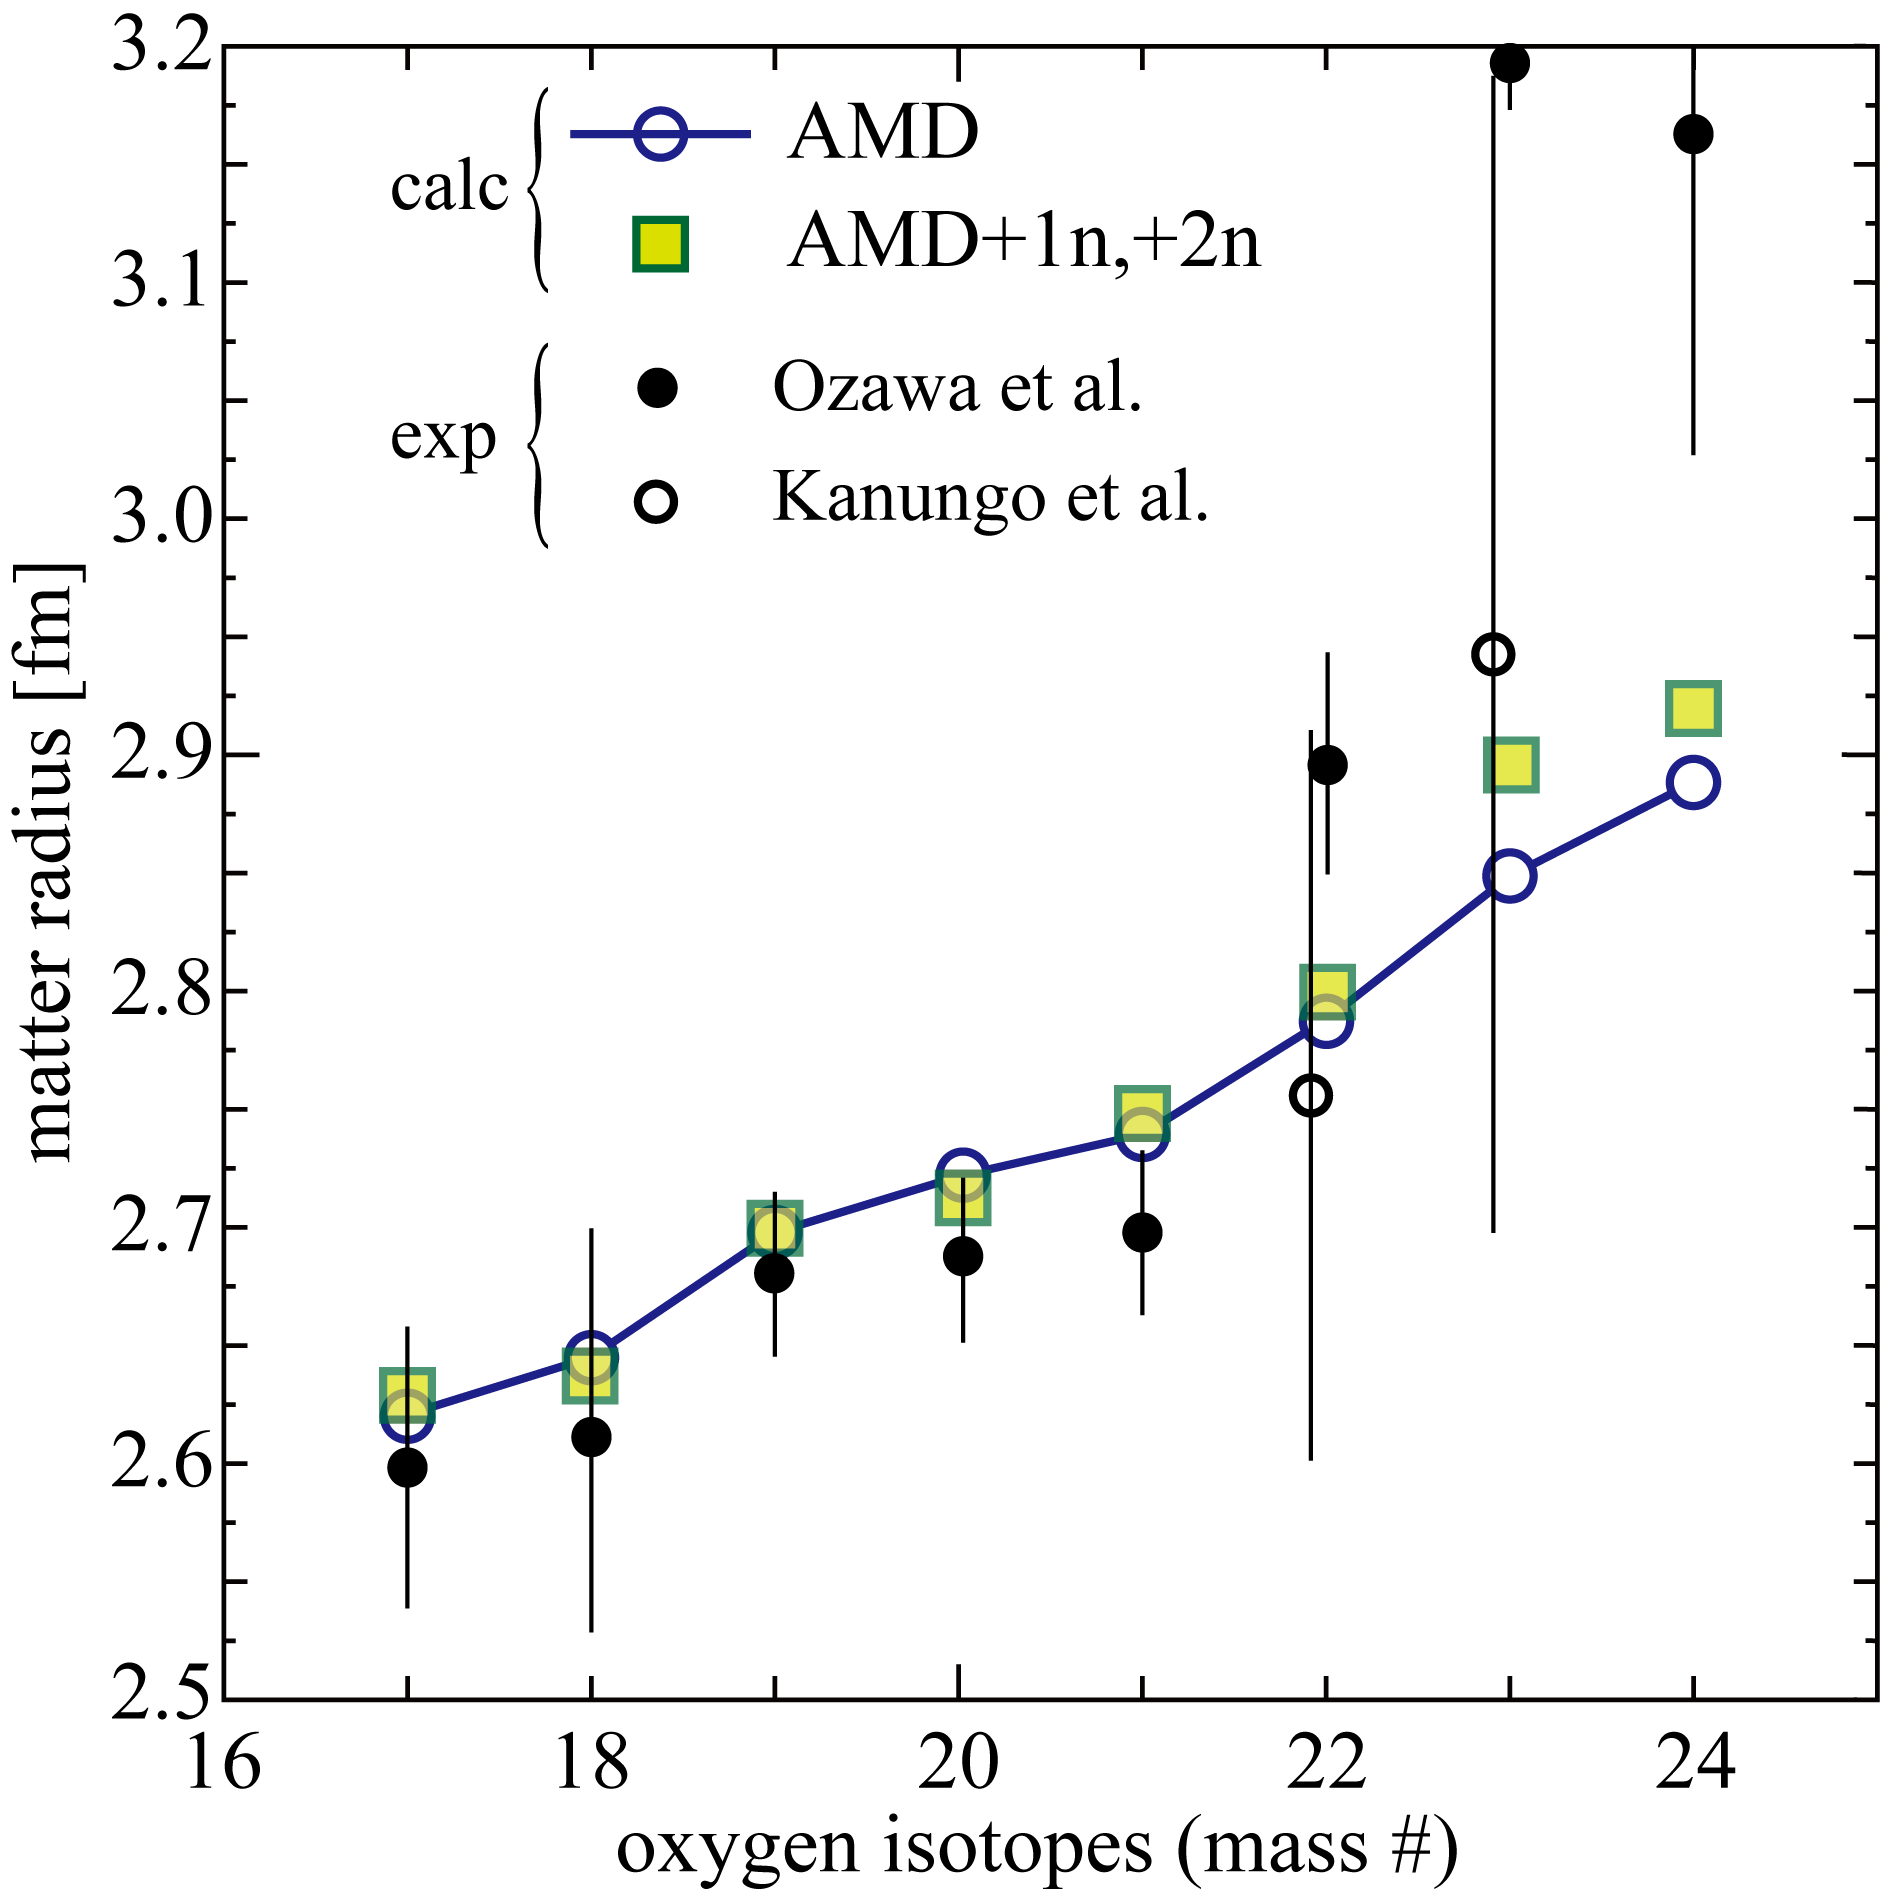 3.2
3.1
3.0
2.9
2.8
2.7
2.6
2.5
matter radius [fm]
calc
AMD
AMD+1n,+2n
exp
Ozawa et al.
Kanungo et al.
16 18 20 22 24
oxygen isotopes (mass #)